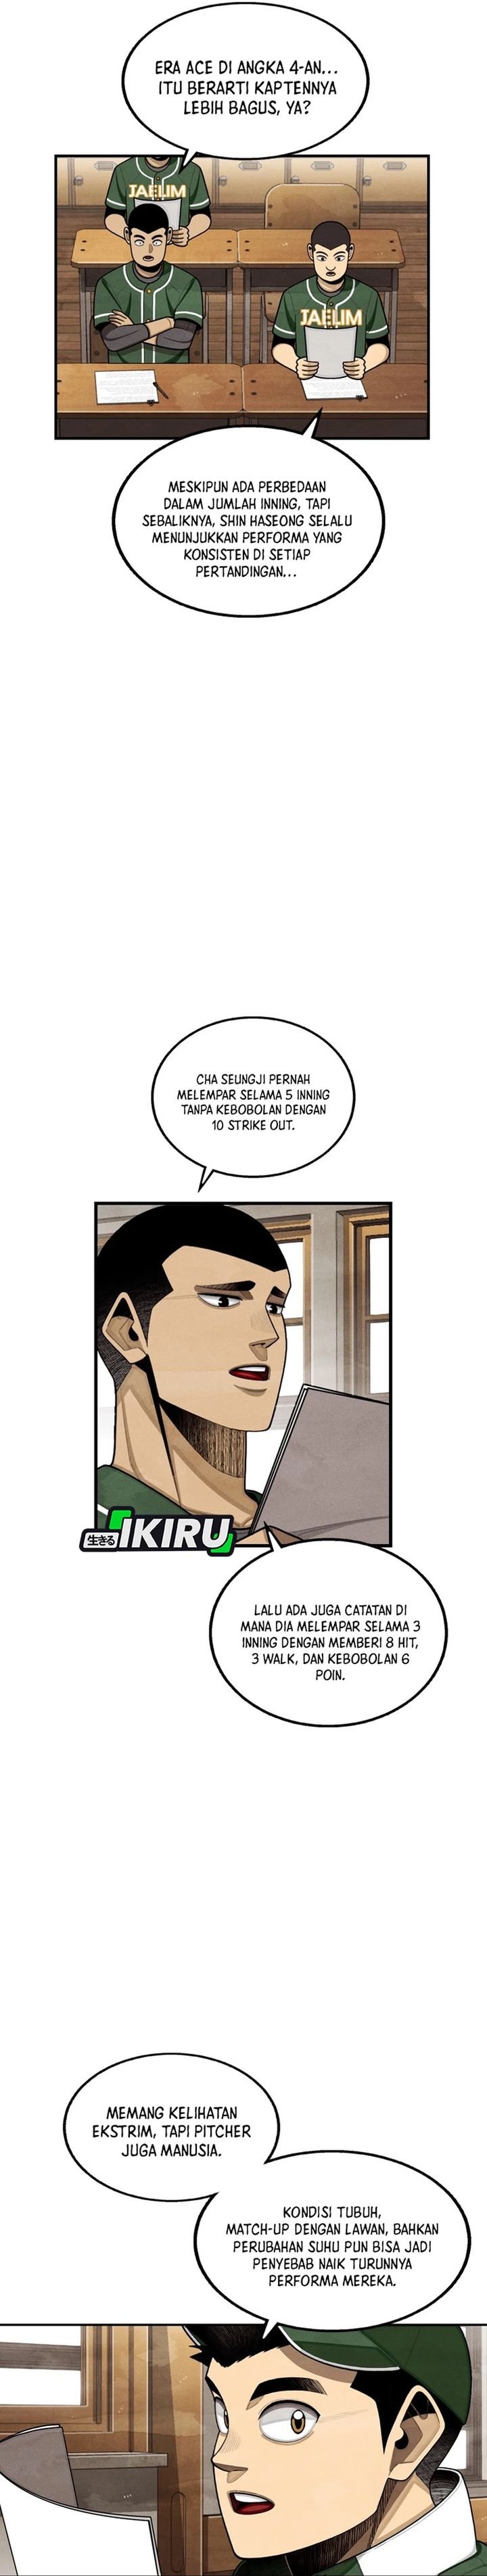 ERA ACE DI ANGKA 4-AN...
ITU BERARTI KAPTENNYA
LEBIH BAGUS, YA?
JAELIM
JAELIM
MESKIPUN ADA PERBEDAAN
DALAM JUMLAH INNING, TAPI
SEBALIKNYA, SHIN HASEONG SELALU
MENUNJUKKAN PERFORMA YANG
KONSISTEN DI SETIAP
PERTANDINGAN...
CHA SEUNGJI PERNAH
MELEMPAR SELAMA 5 INNING
TANPA KEBOBOLAN DENGAN
10 STRIKE OUT.
生きる IKIRU
LALU ADA JUGA CATATAN DI
MANA DIA MELEMPAR SELAMA 3
INNING DENGAN MEMBERI 8 HIT,
3 WALK, DAN KEBOBOLAN 6
POIN.
MEMANG KELIHATAN
EKSTRIM, TAPI PITCHER
JUGA MANUSIA.
KONDISI TUBUH,
MATCH-UP DENGAN LAWAN, BAHKAN
PERUBAHAN SUHU PUN BISA JADI
PENYEBAB NAIK TURUNNYA
PERFORMA MEREKA.